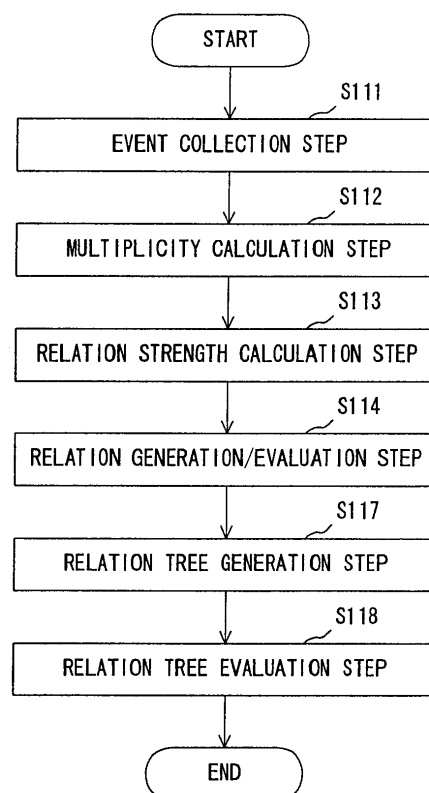 START
S111
EVENT COLLECTION STEP
S112
MULTIPLICITY CALCULATION STEP
S113
RELATION STRENGTH CALCULATION STEP
S114
RELATION GENERATION/EVALUATION STEP
S117
RELATION TREE GENERATION STEP
S118
RELATION TREE EVALUATION STEP
END